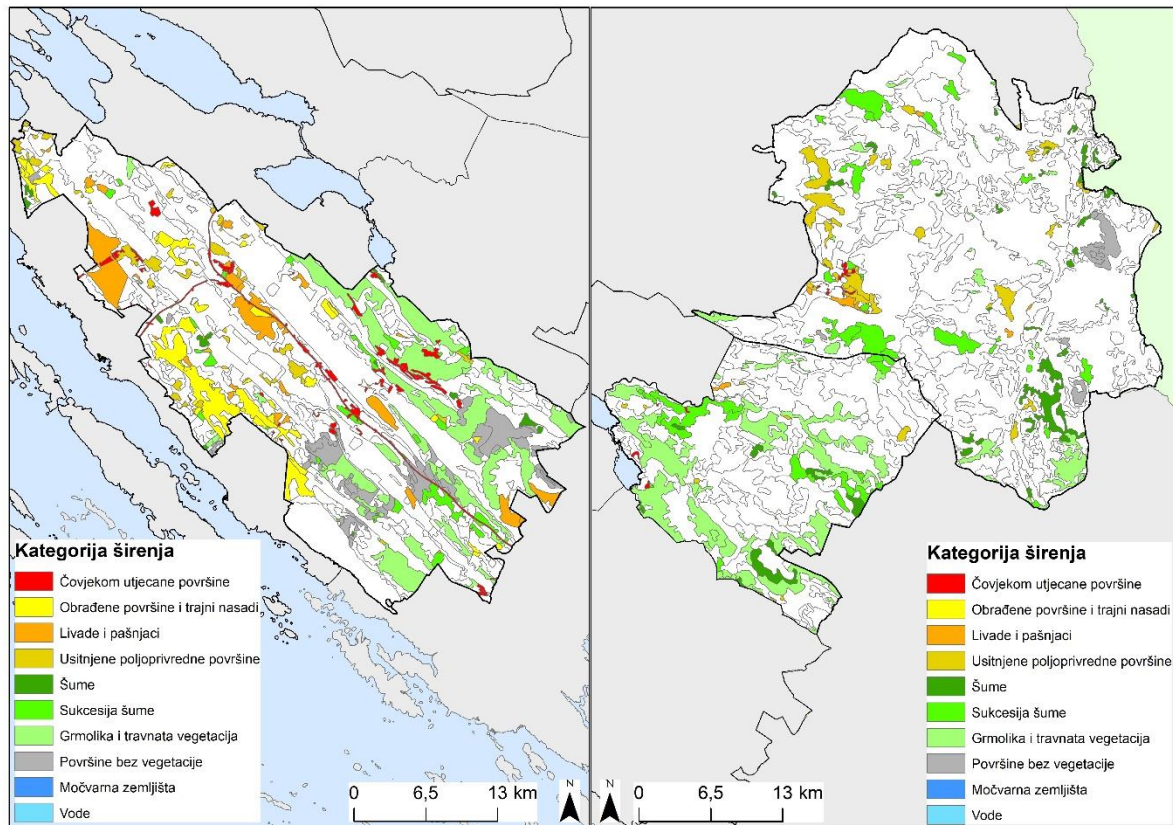 Kategorija širenja
Čovjekom utjecane površine
Obrađene površine i trajni nasadi
Livade i pašnjaci
Usitnjene poljoprivredne površine
Šume
Sukcesija šume
Grmolika i travnata vegetacija
Površine bez vegetacije
Močvarna zemljišta
Vode
0 6,5 13 km
N
Kategorija širenja
Čovjekom utjecane površine
Obrađene površine i trajni nasadi
Livade i pašnjaci
Usitnjene poljoprivredne površine
Šume
Sukcesija šume
Grmolika i travnata vegetacija
Površine bez vegetacije
Močvarna zemljišta
Vode
N
0 6,5 13 km